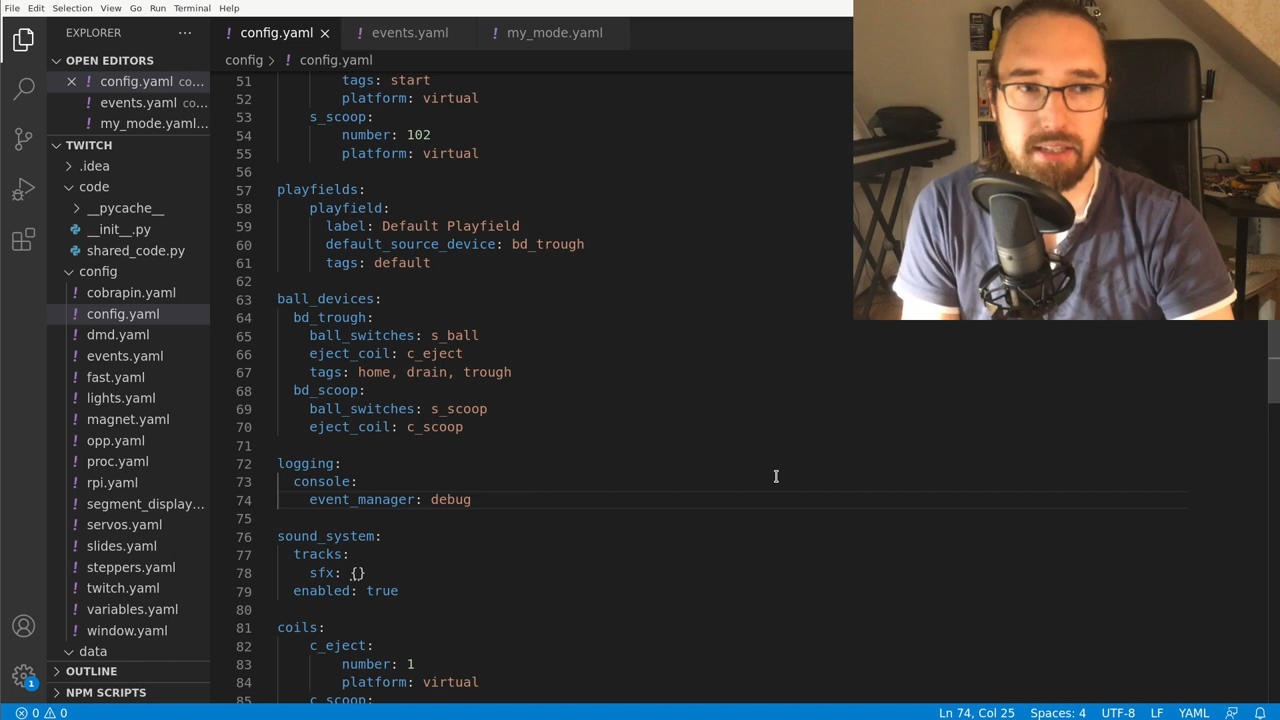 File Edit Selection View Go Run Terminal Help
EXPLORER ···
OPEN EDITORS
config.yaml co...
events.yaml co...
my_mode.yaml...
TWITCH
.idea
code
__pycache__
__init__.py
shared_code.py
config
cobrapin.yaml
config.yaml
dmd.yaml
events.yaml
fast.yaml
lights.yaml
magnet.yaml
opp.yaml
proc.yaml
rpi.yaml
segment_display...
servos.yaml
slides.yaml
steppers.yaml
twitch.yaml
variables.yaml
window.yaml
data
OUTLINE
NPM SCRIPTS
1
config.yaml events.yaml my_mode.yaml
config > config.yaml
51 tags: start
52 platform: virtual
53 s_scoop:
54 number: 102
55 platform: virtual
56
57 playfields:
58 playfield:
59 label: Default Playfield
60 default_source_device: bd_trough
61 tags: default
62
63 ball_devices:
64 bd_trough:
65 ball_switches: s_ball
66 eject_coil: c_eject
67 tags: home, drain, trough
68 bd_scoop:
69 ball_switches: s_scoop
70 eject_coil: c_scoop
71
72 logging:
73 console:
74 event_manager: debug
75
76 sound_system:
77 tracks:
78 sfx: {}
79 enabled: true
80
81 coils:
82 c_eject:
83 number: 1
84 platform: virtual
85 c_scoop:
0 0 Ln 74, Col 25 Spaces: 4 UTF-8 LF YAML